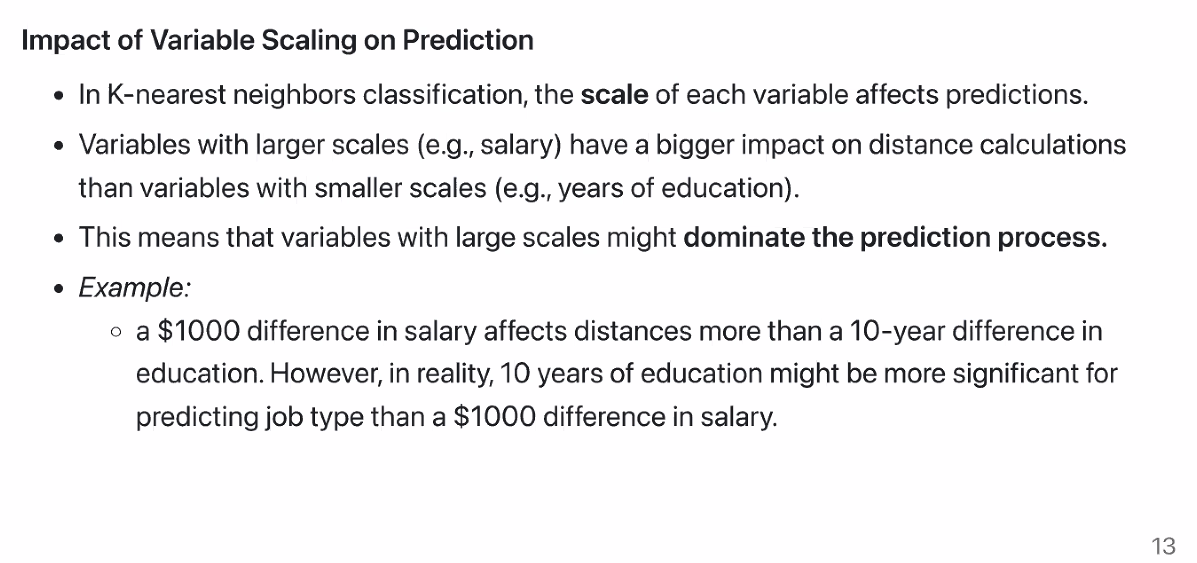 Impact of Variable Scaling on Prediction
• In K-nearest neighbors classification, the scale of each variable affects predictions.
• Variables with larger scales (e.g., salary) have a bigger impact on distance calculations
than variables with smaller scales (e.g., years of education).
• This means that variables with large scales might dominate the prediction process.
• Example:
◦ a $1000 difference in salary affects distances more than a 10-year difference in
education. However, in reality, 10 years of education might be more significant for
predicting job type than a $1000 difference in salary.
13